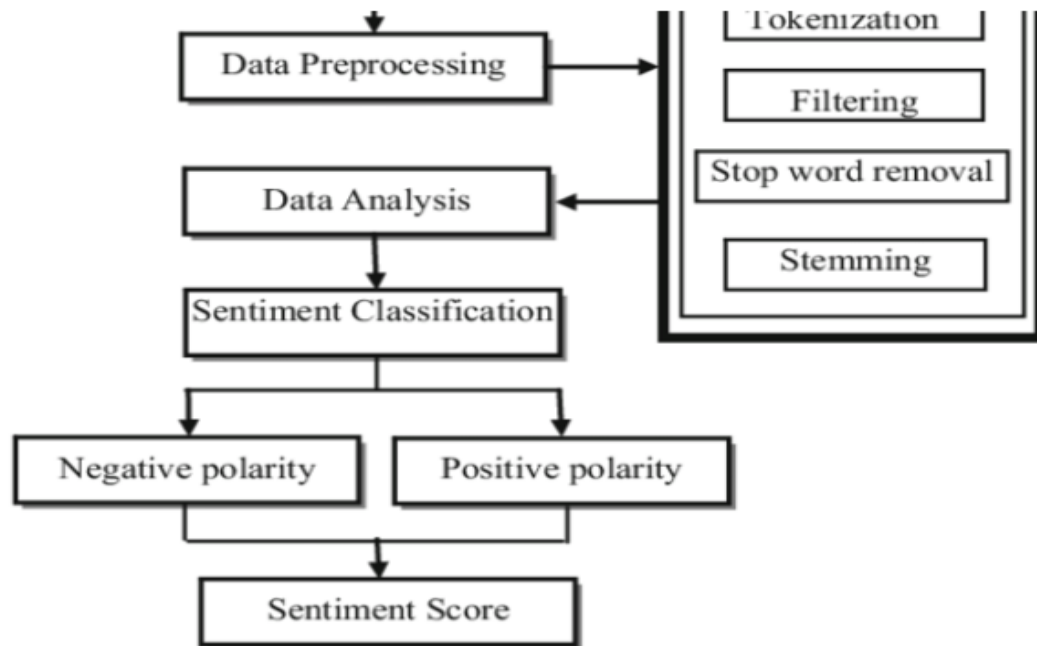 Tokenization
Data Preprocessing
Filtering
Stop word removal
Data Analysis
Stemming
Sentiment Classification
Negative polarity
Positive polarity
Sentiment Score